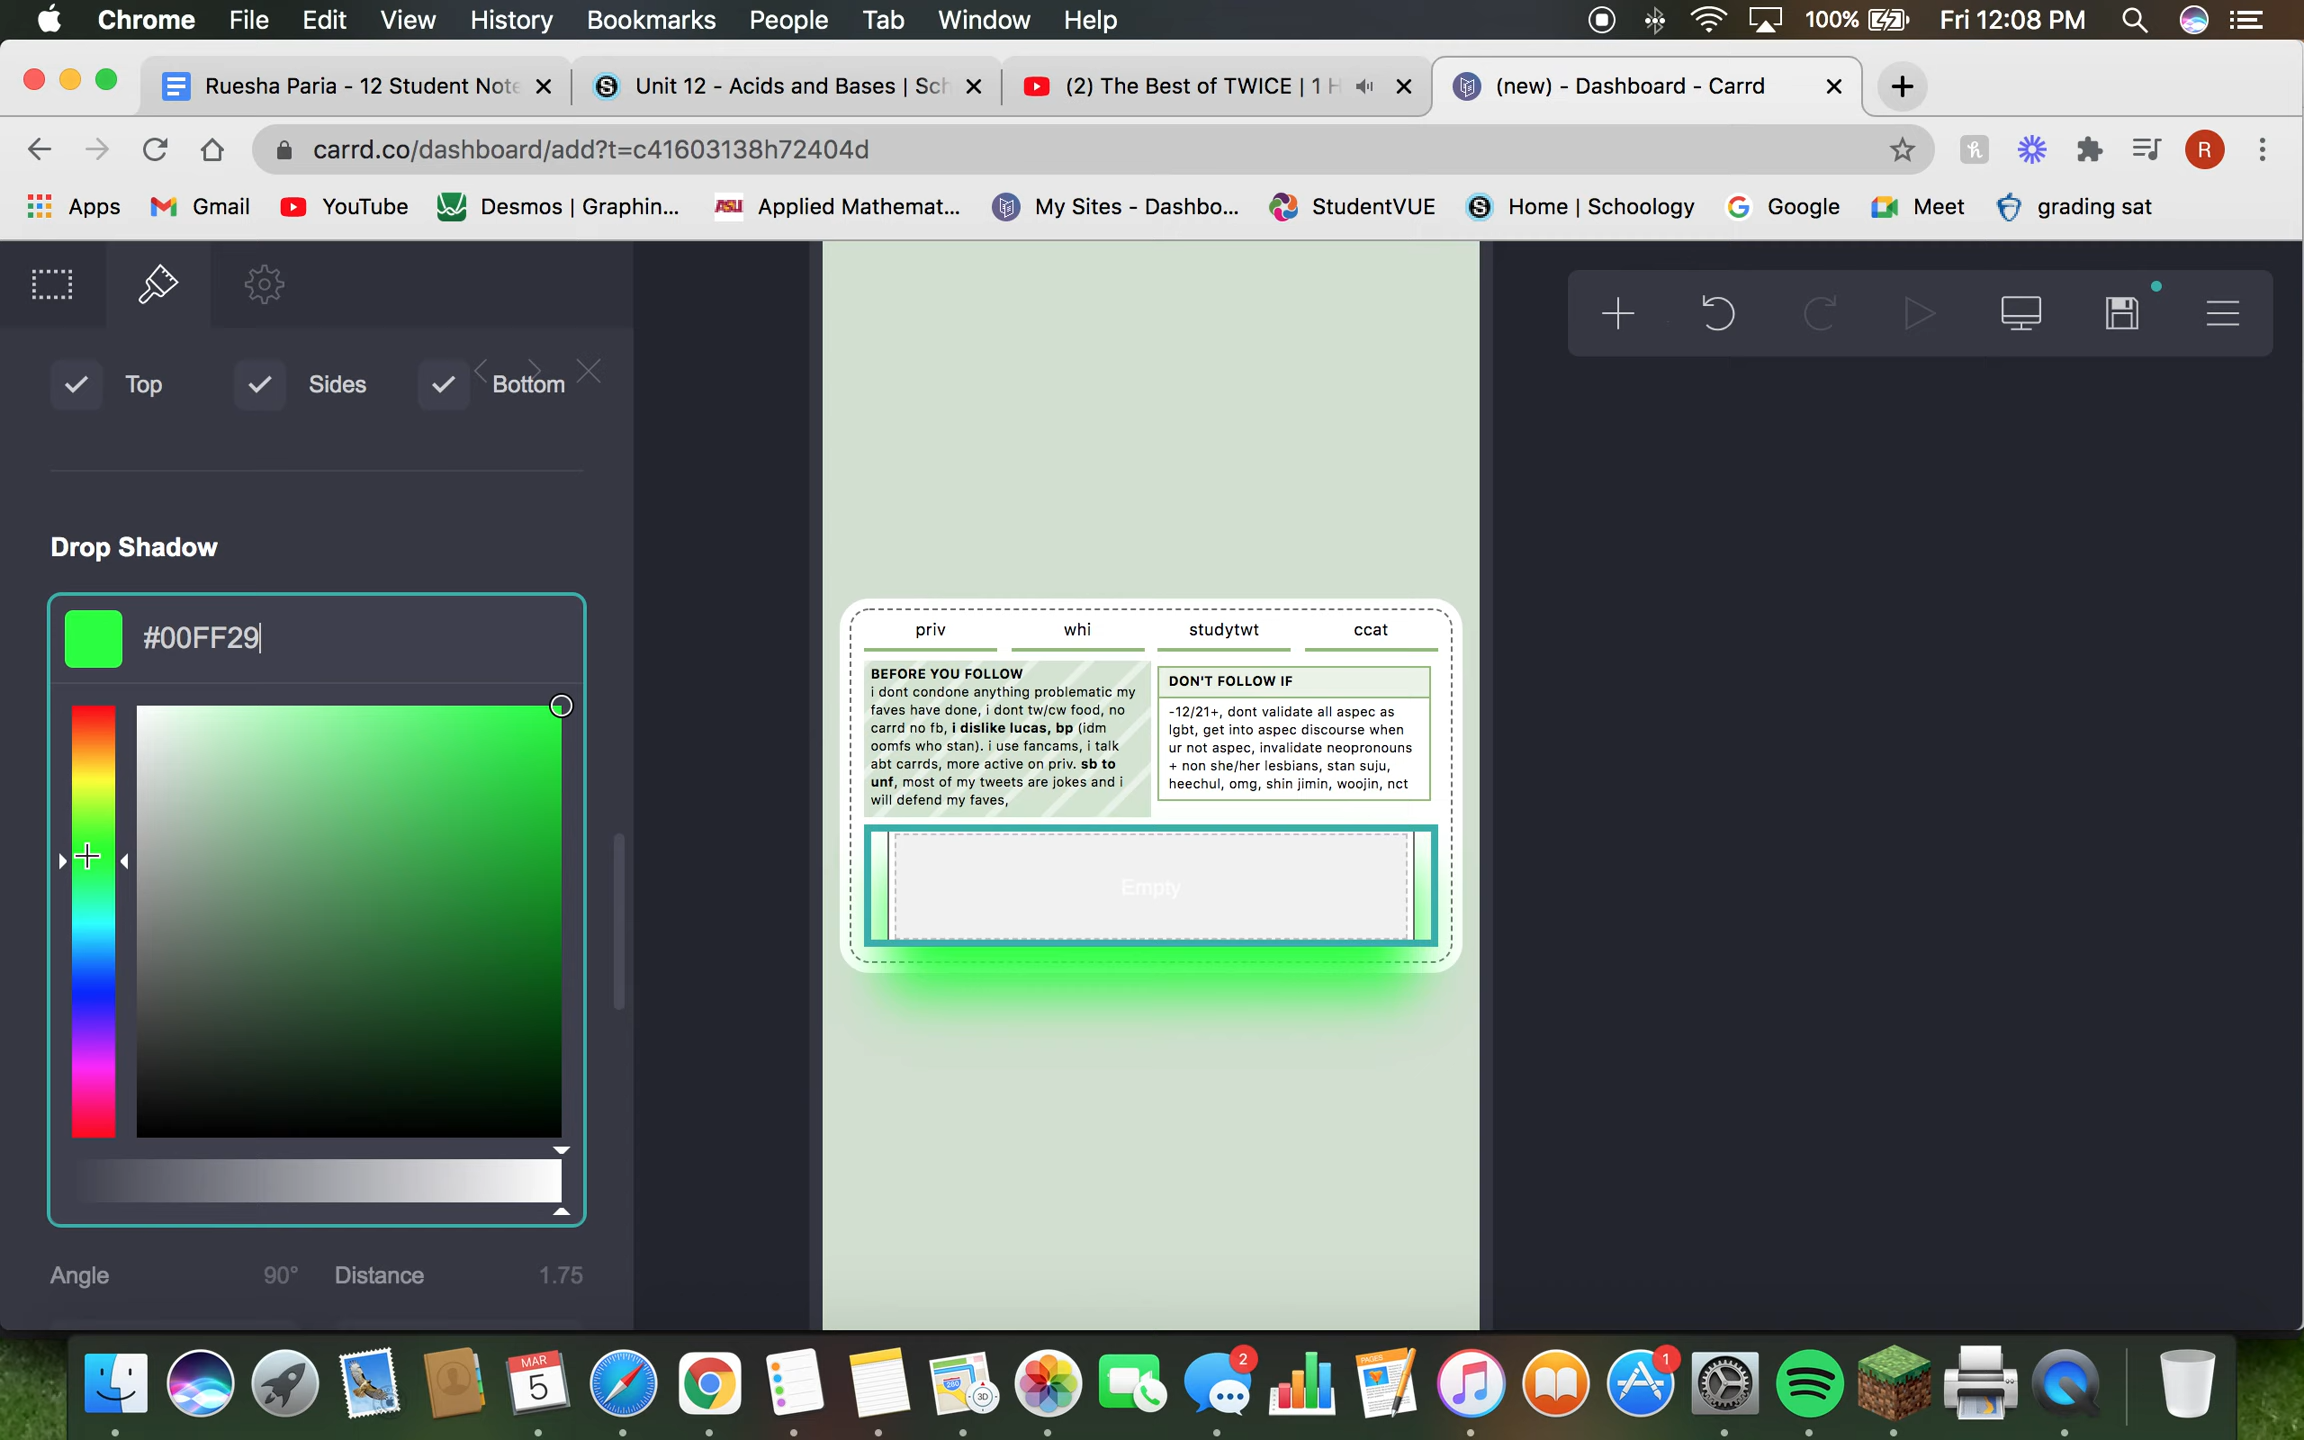 Chrome File Edit View History Bookmarks People Tab Window Help 100% Fri 12:08 PM
Ruesha Paria - 12 Student Note Unit 12 - Acids and Bases | Sch (2) The Best of TWICE | 1 H (new) - Dashboard - Carrd
carrd.co/dashboard/add?t=c41603138h72404d R
Apps Gmail YouTube Desmos | Graphin... ASU Applied Mathemat... My Sites - Dashbo... StudentVUE Home | Schoology Google Meet grading sat
Top Sides Bottom
Drop Shadow
#00FF29
Angle 90° Distance 1.75
priv whi studytwt ccat
BEFORE YOU FOLLOW
i dont condone anything problematic my
faves have done, i dont tw/cw food, no
carrd no fb, i dislike lucas, bp (idm
oomfs who stan). i use fancams, i talk
abt carrds, more active on priv. sb to
unf, most of my tweets are jokes and i
will defend my faves,
DON'T FOLLOW IF
-12/21+, dont validate all aspec as
lgbt, get into aspec discourse when
ur not aspec, invalidate neopronouns
+ non she/her lesbians, stan suju,
heechul, omg, shin jimin, woojin, nct
Empty
MAR
5
280
3D
2
PAGES
1